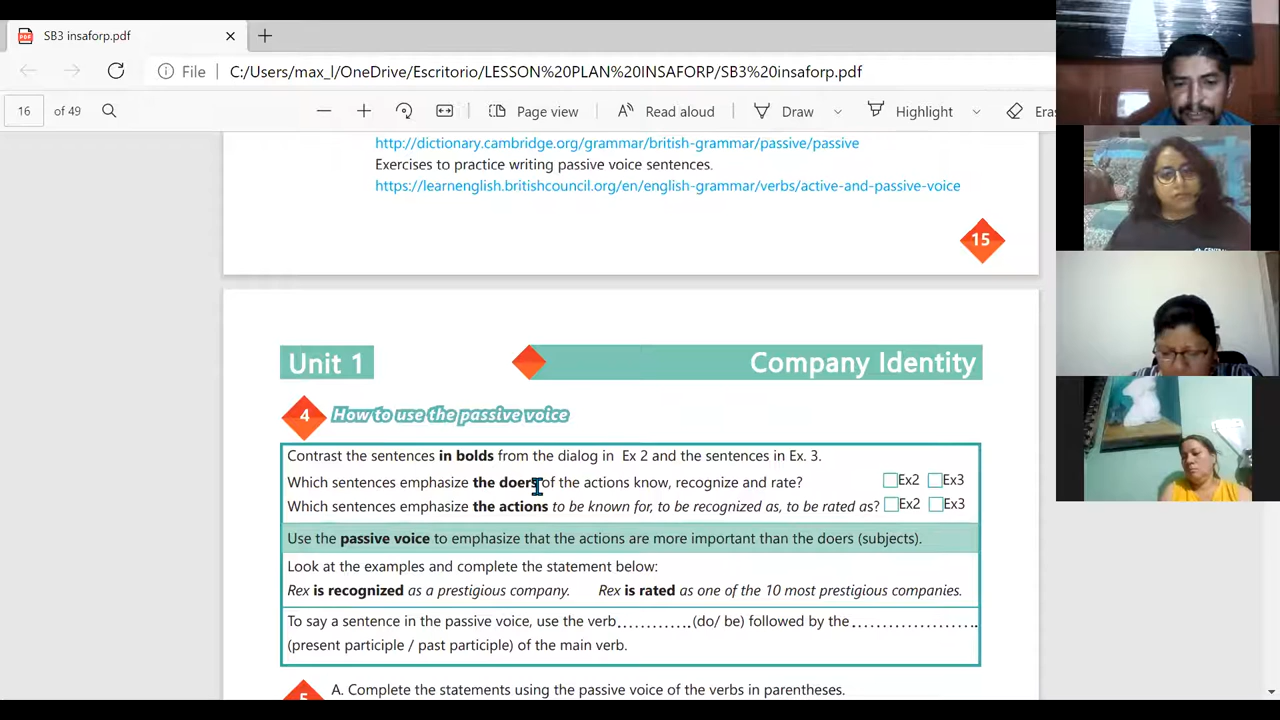 SB3 insaforp.pdf
File
C:/Users/max_l/OneDrive/Escritorio/LESSON%20PLAN%20INSAFORP/SB3%20insaforp.pdf
16 of 49
Page view
Read aloud
Draw
Highlight
Eras
http://dictionary.cambridge.org/grammar/british-grammar/passive/passive
Exercises to practice writing passive voice sentences.
https://learnenglish.britishcouncil.org/en/english-grammar/verbs/active-and-passive-voice
15
Unit 1
Company Identity
4 How to use the passive voice
Contrast the sentences in bolds from the dialog in Ex 2 and the sentences in Ex. 3.
Which sentences emphasize the doers of the actions know, recognize and rate? Ex2 Ex3
Which sentences emphasize the actions to be known for, to be recognized as, to be rated as? Ex2 Ex3
Use the passive voice to emphasize that the actions are more important than the doers (subjects).
Look at the examples and complete the statement below:
Rex is recognized as a prestigious company. Rex is rated as one of the 10 most prestigious companies.
To say a sentence in the passive voice, use the verb............(do/ be) followed by the....................
(present participle / past participle) of the main verb.
5 A. Complete the statements using the passive voice of the verbs in parentheses.